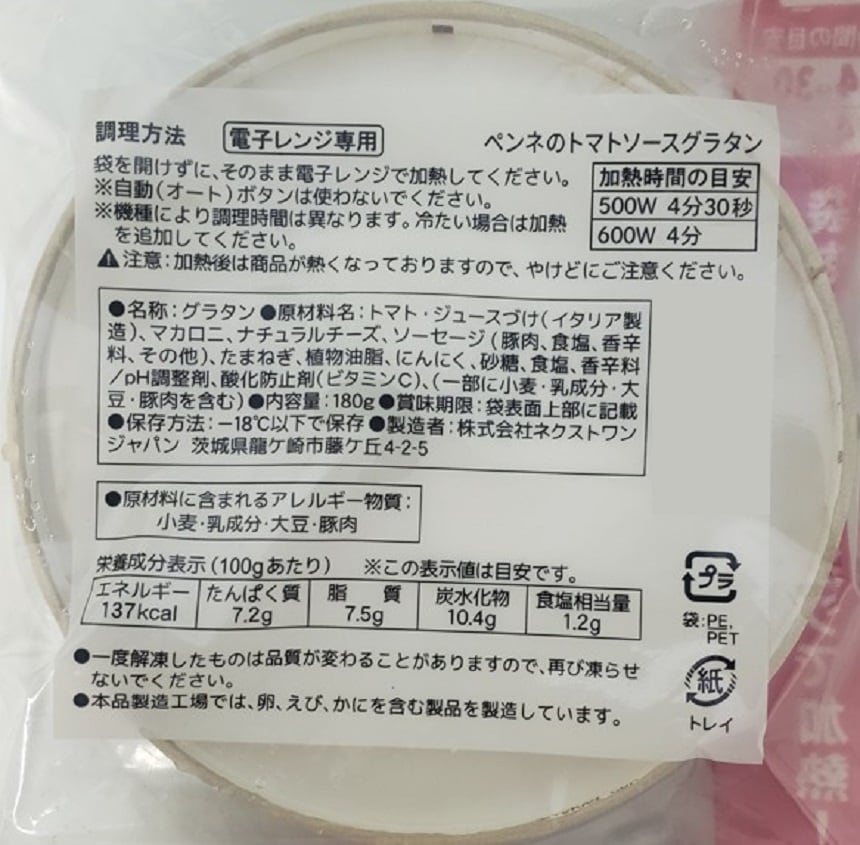 調理方法 電子レンジ専用 ペンネのトマトソースグラタン
袋を開けずに、そのまま電子レンジで加熱してください。
※自動(オート)ボタンは使わないでください。
※機種により調理時間は異なります。冷たい場合は加熱
を追加してください。
加熱時間の目安
500W 4分30秒
600W 4分
⚠注意:加熱後は商品が熱くなっておりますので、やけどにご注意ください。
●名称:グラタン●原材料名:トマト・ジュースづけ(イタリア製
造)、マカロニ、ナチュラルチーズ、ソーセージ(豚肉、食塩、香辛
料、その他)、たまねぎ、植物油脂、にんにく、砂糖、食塩、香辛料
/pH調整剤、酸化防止剤(ビタミンC)、(一部に小麦・乳成分・大
豆・豚肉を含む)●内容量:180g●賞味期限:袋表面上部に記載
●保存方法:−18℃以下で保存●製造者:株式会社ネクストワン
ジャパン 茨城県龍ケ崎市藤ケ丘4-2-5
●原材料に含まれるアレルギー物質:
小麦・乳成分・大豆・豚肉
栄養成分表示(100gあたり) ※この表示値は目安です。
エネルギー たんぱく質 脂質 炭水化物 食塩相当量
137kcal 7.2g 7.5g 10.4g 1.2g
プラ
袋:PE,
PET
紙
トレイ
●一度解凍したものは品質が変わることがありますので、再び凍らせ
ないでください。
●本品製造工場では、卵、えび、かにを含む製品を製造しています。